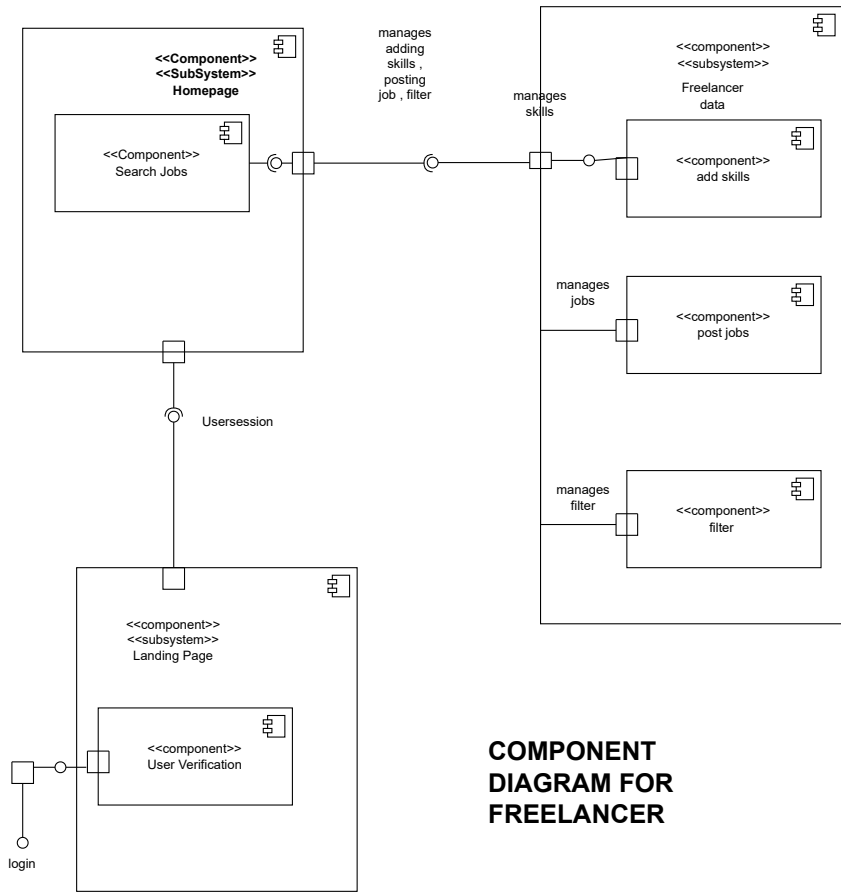 <<Component>>
<<SubSystem>>
Homepage
<<Component>>
Search Jobs
manages
adding
skills ,
posting
job , filter
manages
skills
<<component>>
<<subsystem>>
Freelancer
data
<<component>>
add skills
manages
jobs
<<component>>
post jobs
manages
filter
<<component>>
filter
Usersession
<<component>>
<<subsystem>>
Landing Page
<<component>>
User Verification
login
COMPONENT
DIAGRAM FOR
FREELANCER